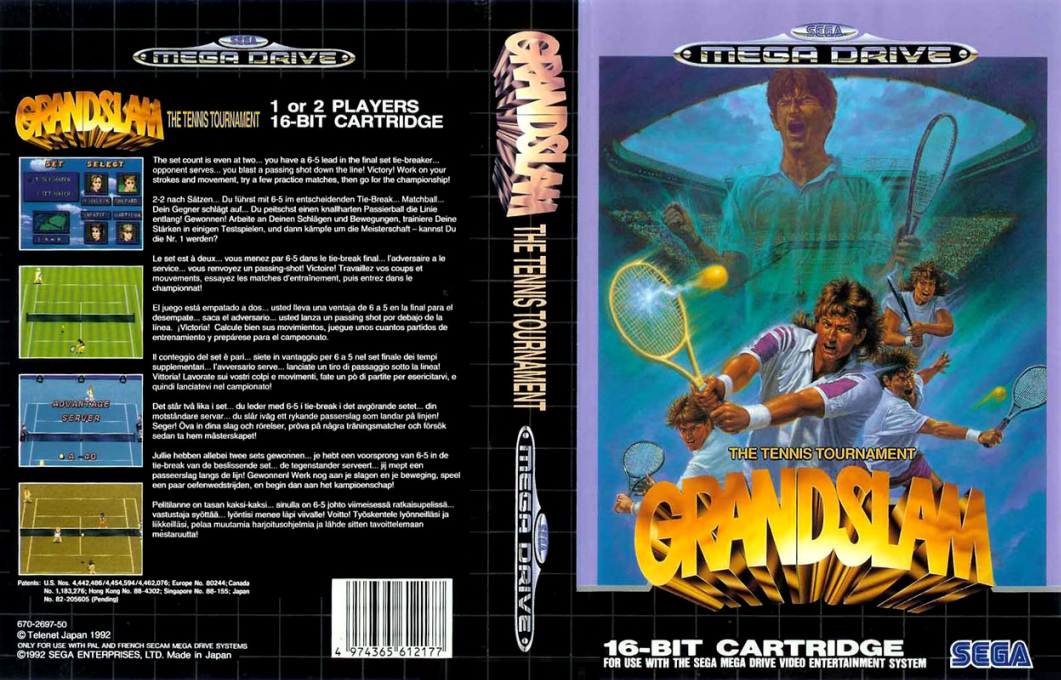 SEGA
MEGA DRIVE
GRANDSLAM
THE TENNIS TOURNAMENT
1 or 2 PLAYERS
16-BIT CARTRIDGE
SET SELECT
The set count is even at two... you have a 6-5 lead in the final set tie-breaker...
opponent serves... you blast a passing shot down the line! Victory! Work on your
strokes and movement, try a few practice matches, then go for the championship!
2-2 nach Sätzen... Du führst mit 6-5 im entscheidenden Tie-Break... Matchball...
Dein Gegner schlägt auf... Du peitschst einen knallharten Passierball die Linie
entlang! Gewonnen! Arbeite an Deinen Schlägen und Bewegungen, trainiere Deine
Stärken in einigen Testspielen, und dann kämpfe um die Meisterschaft – kannst Du
die Nr. 1 werden?
Le set est à deux... vous menez par 6-5 dans le tie-break final... l'adversaire a le
service... vous renvoyez un passing-shot! Victoire! Travaillez vos coups et
mouvements, essayez les matches d'entraînement, puis entrez dans le
championnat!
El juego está empatado a dos... usted lleva una ventaja de 6 a 5 en la final para el
desempate... saca el adversario... usted lanza un passing shot por debajo de la
línea. ¡Victoria! Calcule bien sus movimientos, juegue unos cuantos partidos de
entrenamiento y prepárese para el campeonato.
Il conteggio del set è pari... siete in vantaggio per 6 a 5 nel set finale dei tempi
supplementari... l'avversario serve... lanciate un tiro di passaggio sotto la linea!
Vittoria! Lavorate sui vostri colpi e movimenti, fate un pò di partite per esericitarvi, e
quindi lanciatevi nel campionato!
ADVANTAGE
SERVER
Det står två lika i set... du leder med 6-5 i tie-break i det avgörande setet... din
motståndare servar... du slår iväg ett rykande passerslag som landar på linjen!
Seger! Öva in dina slag och rörelser, pröva på några träningsmatcher och försök
sedan ta hem mästerskapet!
Jullie hebben allebei twee sets gewonnen... je hebt een voorsprong van 6-5 in de
tie-break van de beslissende set... de tegenstander serveert... jij mept een
passeerslag langs de lijn! Gewonnen! Werk nog aan je slagen en je beweging, speel
een paar oefenwedstrijden, en begin dan aan het kampioenschap!
Pelitilanne on tasan kaksi-kaksi... sinulla on 6-5 johto viimeisessä ratkaisupelissä...
vastustaja syöttää... lyöntisi menee läpi viivalle! Voitto! Työskentele lyönneilläsi ja
liikkeilläsi, pelaa muutamia harjoitusohjelmia ja lähde sitten tavoittelemaan
mestaruutta!
Patents: U.S. Nos. 4,442,486/4,454,594/4,462,076; Europe No. 80244; Canada
No. 1,183,276; Hong Kong No. 88-4302; Singapore No. 88-155; Japan
No. 82-205605 (Pending)
670-2697-50
© Telenet Japan 1992
ONLY FOR USE WITH PAL AND FRENCH SECAM MEGA DRIVE SYSTEMS
©1992 SEGA ENTERPRISES, LTD. Made in Japan
4 974365 612177
GRANDSLAM
THE TENNIS TOURNAMENT
SEGA
MEGA DRIVE
SEGA
MEGA DRIVE
THE TENNIS TOURNAMENT
GRANDSLAM
16-BIT CARTRIDGE
FOR USE WITH THE SEGA MEGA DRIVE VIDEO ENTERTAINMENT SYSTEM
SEGA